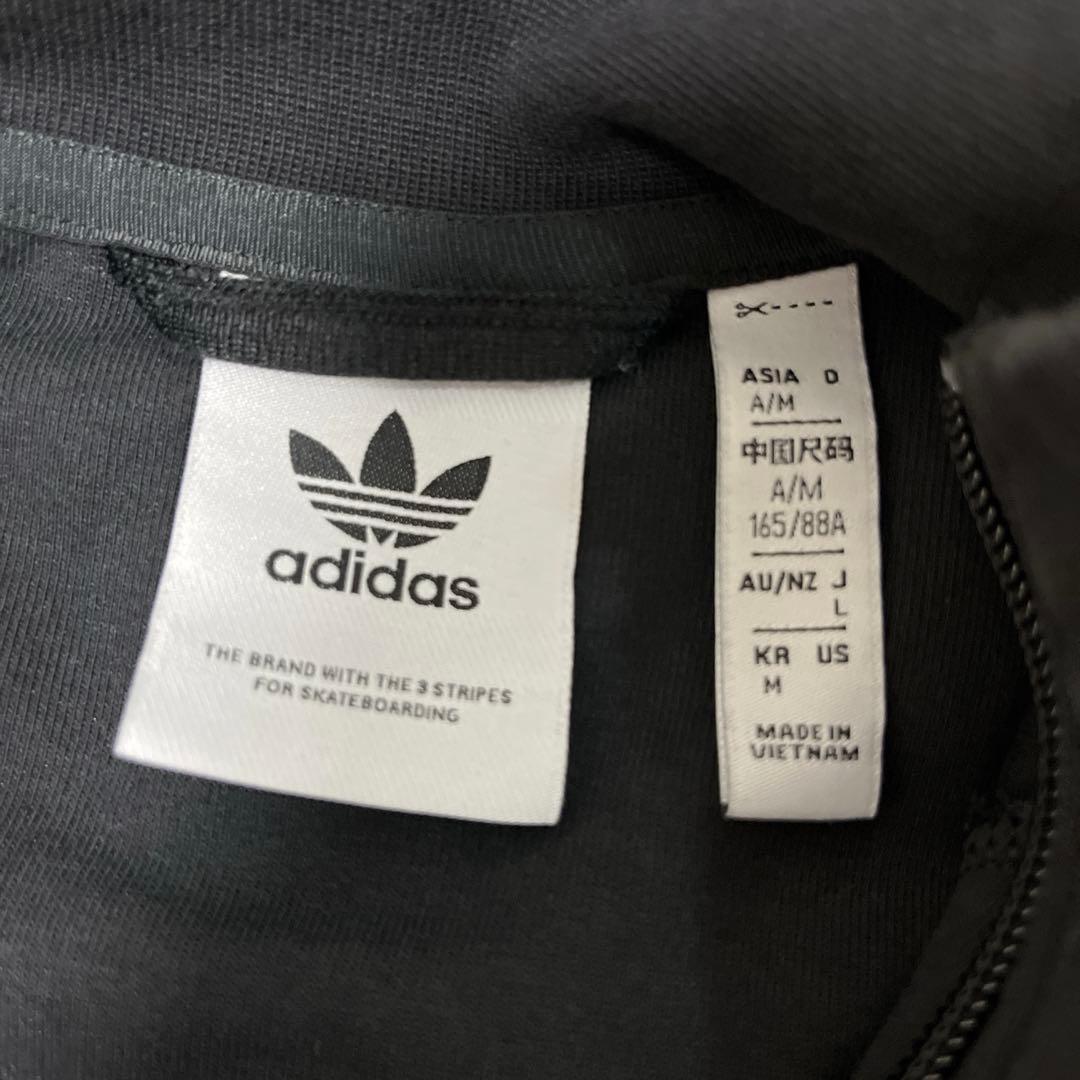 adidas
THE BRAND WITH THE 3 STRIPES
FOR SKATEBOARDING
ASIA D
A/M
中国尺码
A/M
165/88A
AU/NZ J
L
KR US
M
MADE IN
VIETNAM